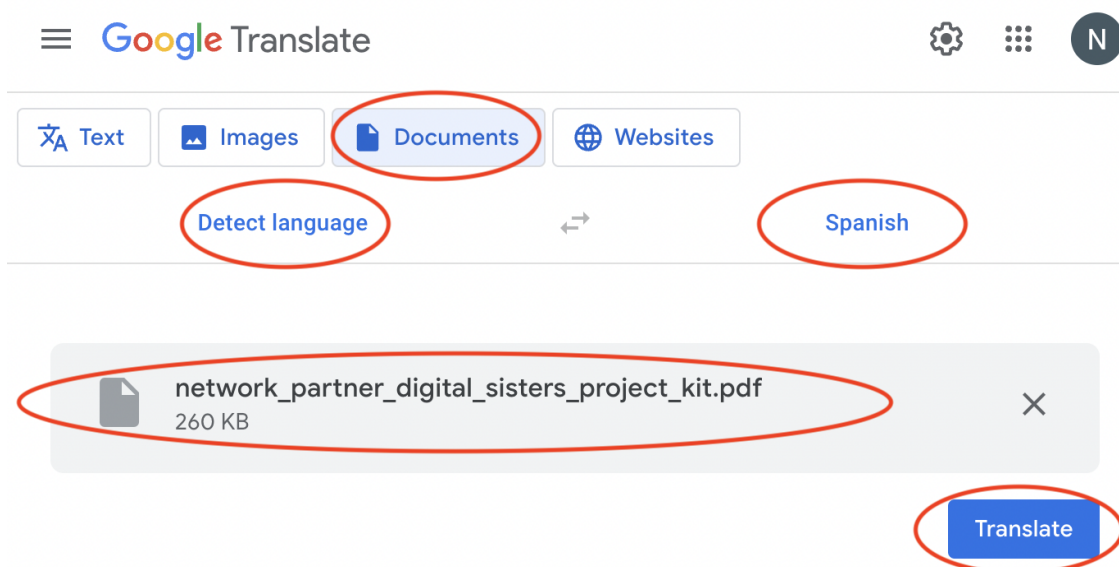 Google Translate
N
Text
Images
Documents
Websites
Detect language
Spanish
network_partner_digital_sisters_project_kit.pdf
260 KB
Translate